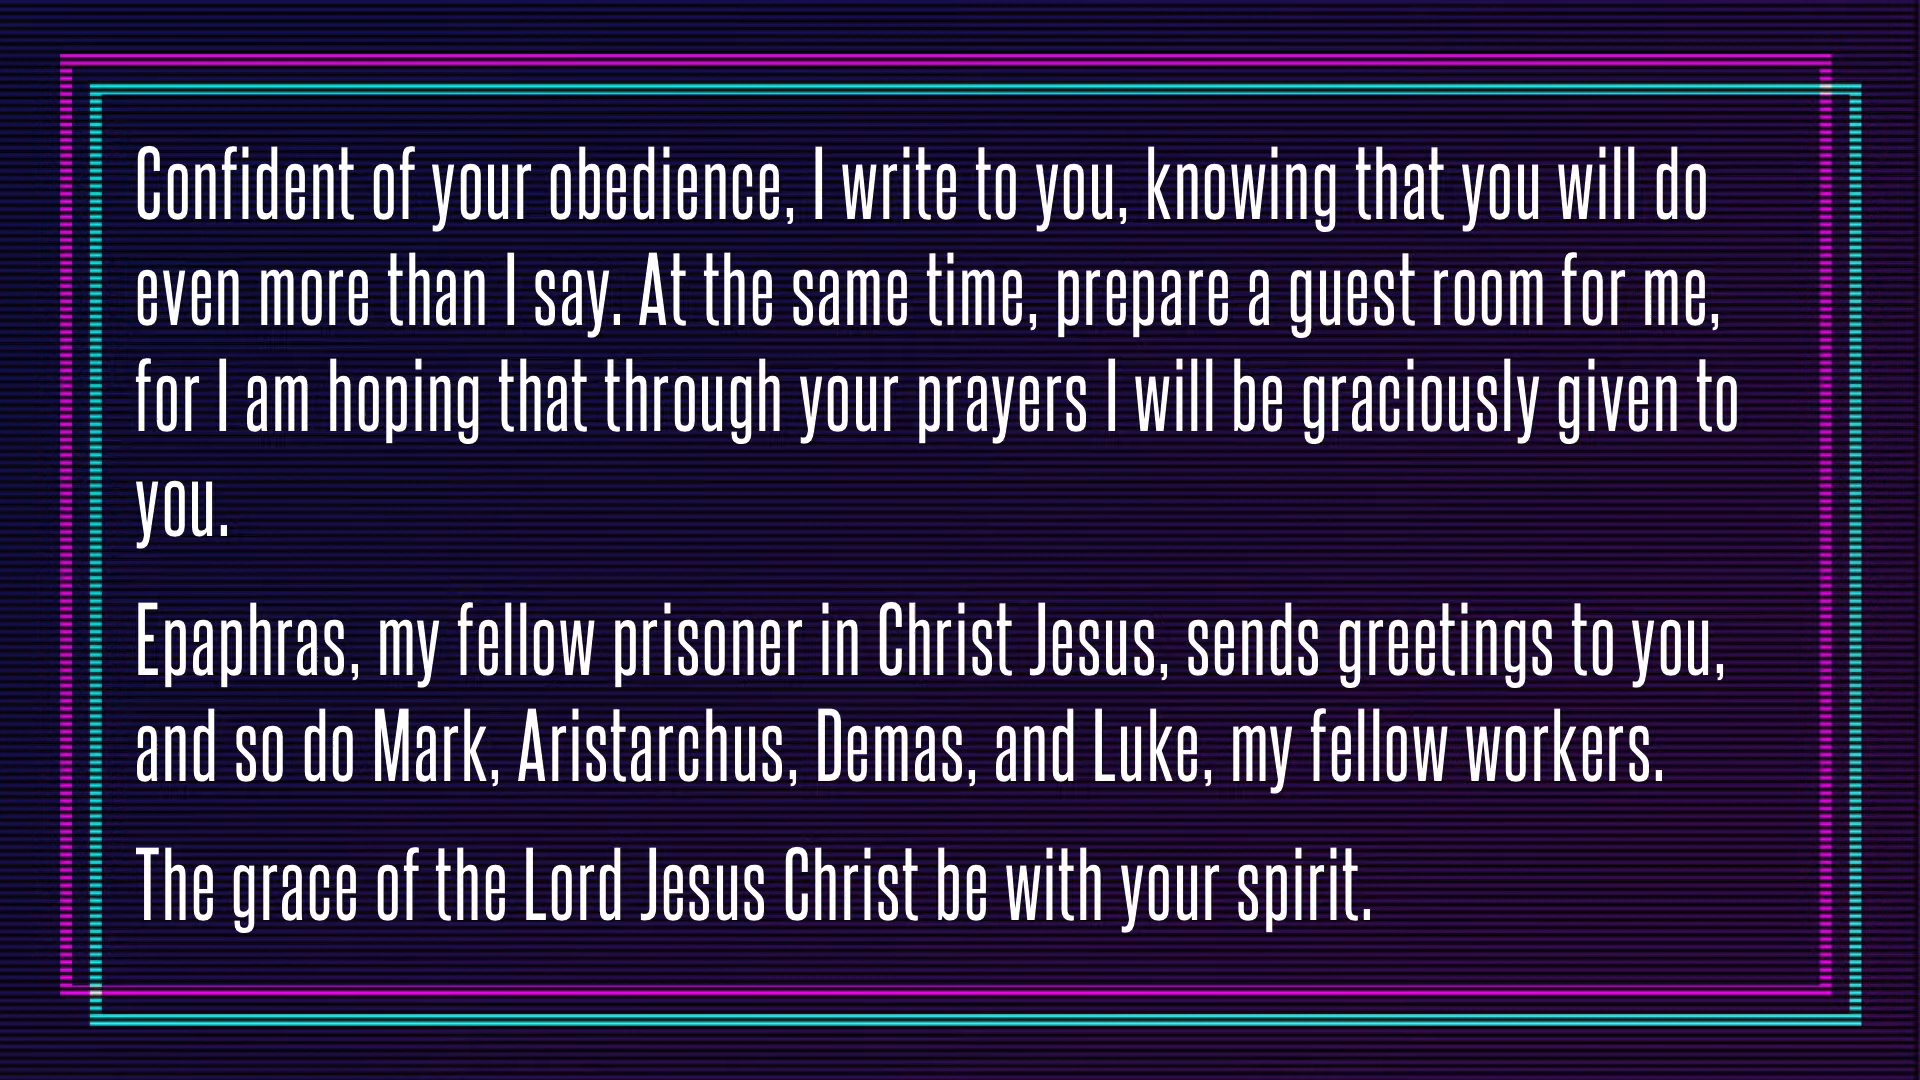 Confident of your obedience, I write to you, knowing that you will do
even more than I say. At the same time, prepare a guest room for me,
for I am hoping that through your prayers I will be graciously given to
you.
Epaphras, my fellow prisoner in Christ Jesus, sends greetings to you,
and so do Mark, Aristarchus, Demas, and Luke, my fellow workers.
The grace of the Lord Jesus Christ be with your spirit.